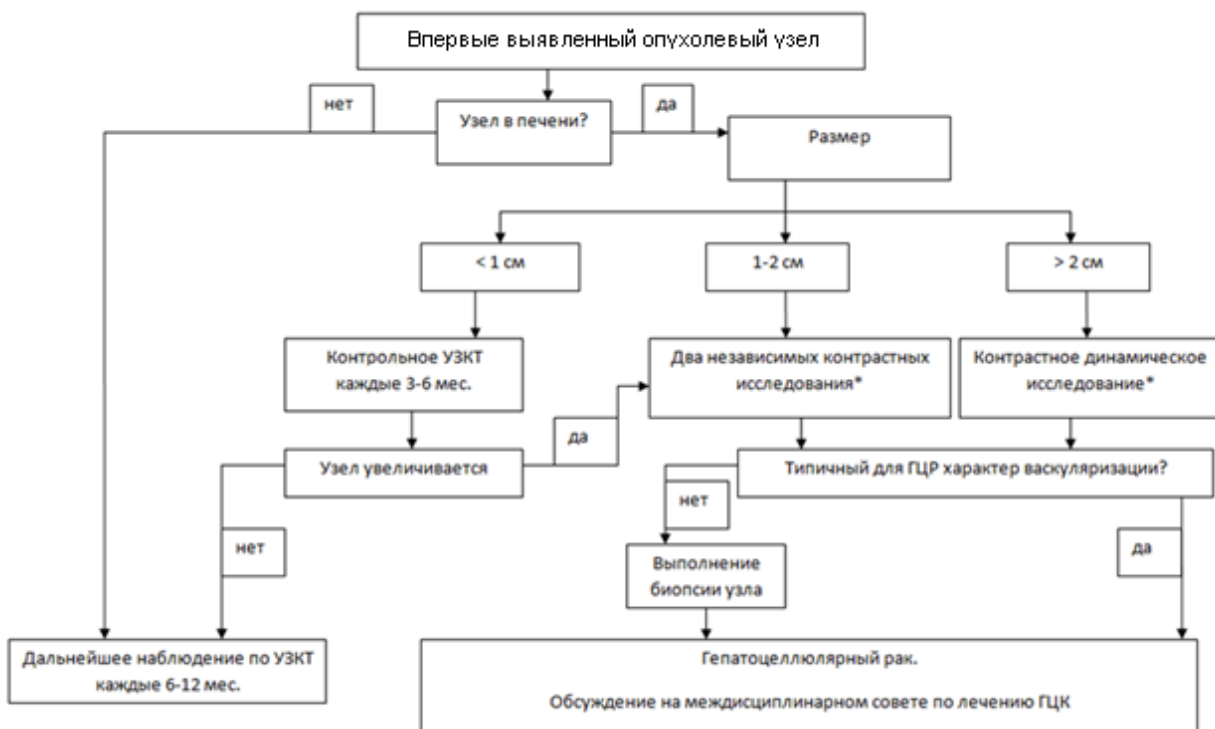 Впервые выявленный опухолевый узел
нет
Узел в печени?
да
Размер
< 1 см
1-2 см
> 2 см
Контрольное УЗКТ
каждые 3-6 мес.
Два независимых контрастных
исследования*
Контрастное динамическое
исследование*
да
Узел увеличивается
Типичный для ГЦР характер васкуляризации?
нет
нет
да
Выполнение
биопсии узла
Дальнейшее наблюдение по УЗКТ
каждые 6-12 мес.
Гепатоцеллюлярный рак.
Обсуждение на междисциплинарном совете по лечению ГЦК